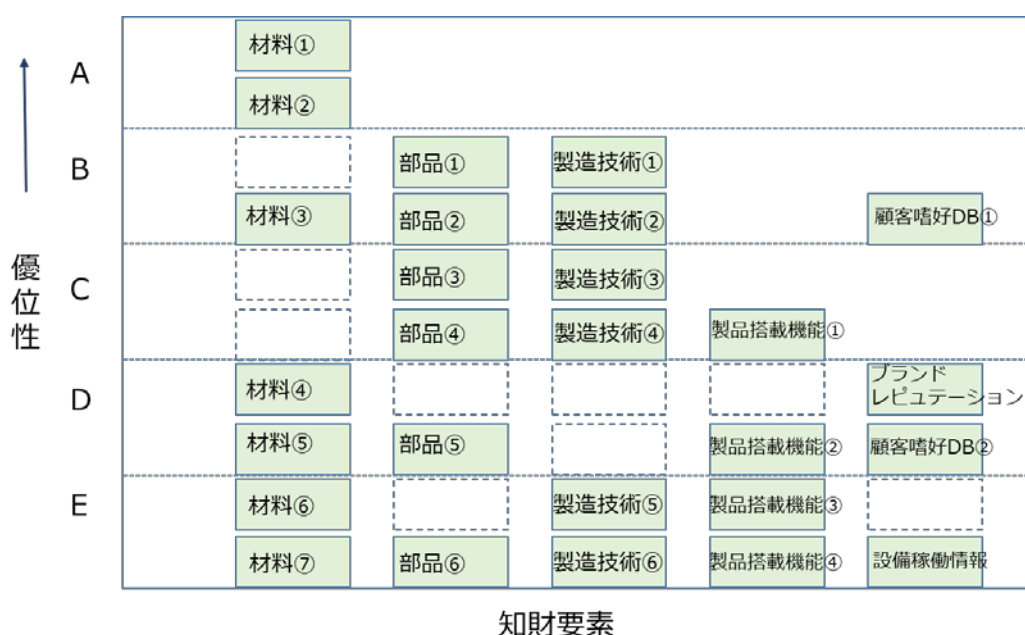 材料①
A
材料②
B
部品①
製造技術①
材料③
部品②
製造技術②
顧客嗜好DB①
優位性
C
部品③
製造技術③
部品④
製造技術④
製品搭載機能①
D
材料④
ブランド
レピュテーション
材料⑤
部品⑤
製品搭載機能②
顧客嗜好DB②
E
材料⑥
製造技術⑤
製品搭載機能③
材料⑦
部品⑥
製造技術⑥
製品搭載機能④
設備稼働情報
知財要素